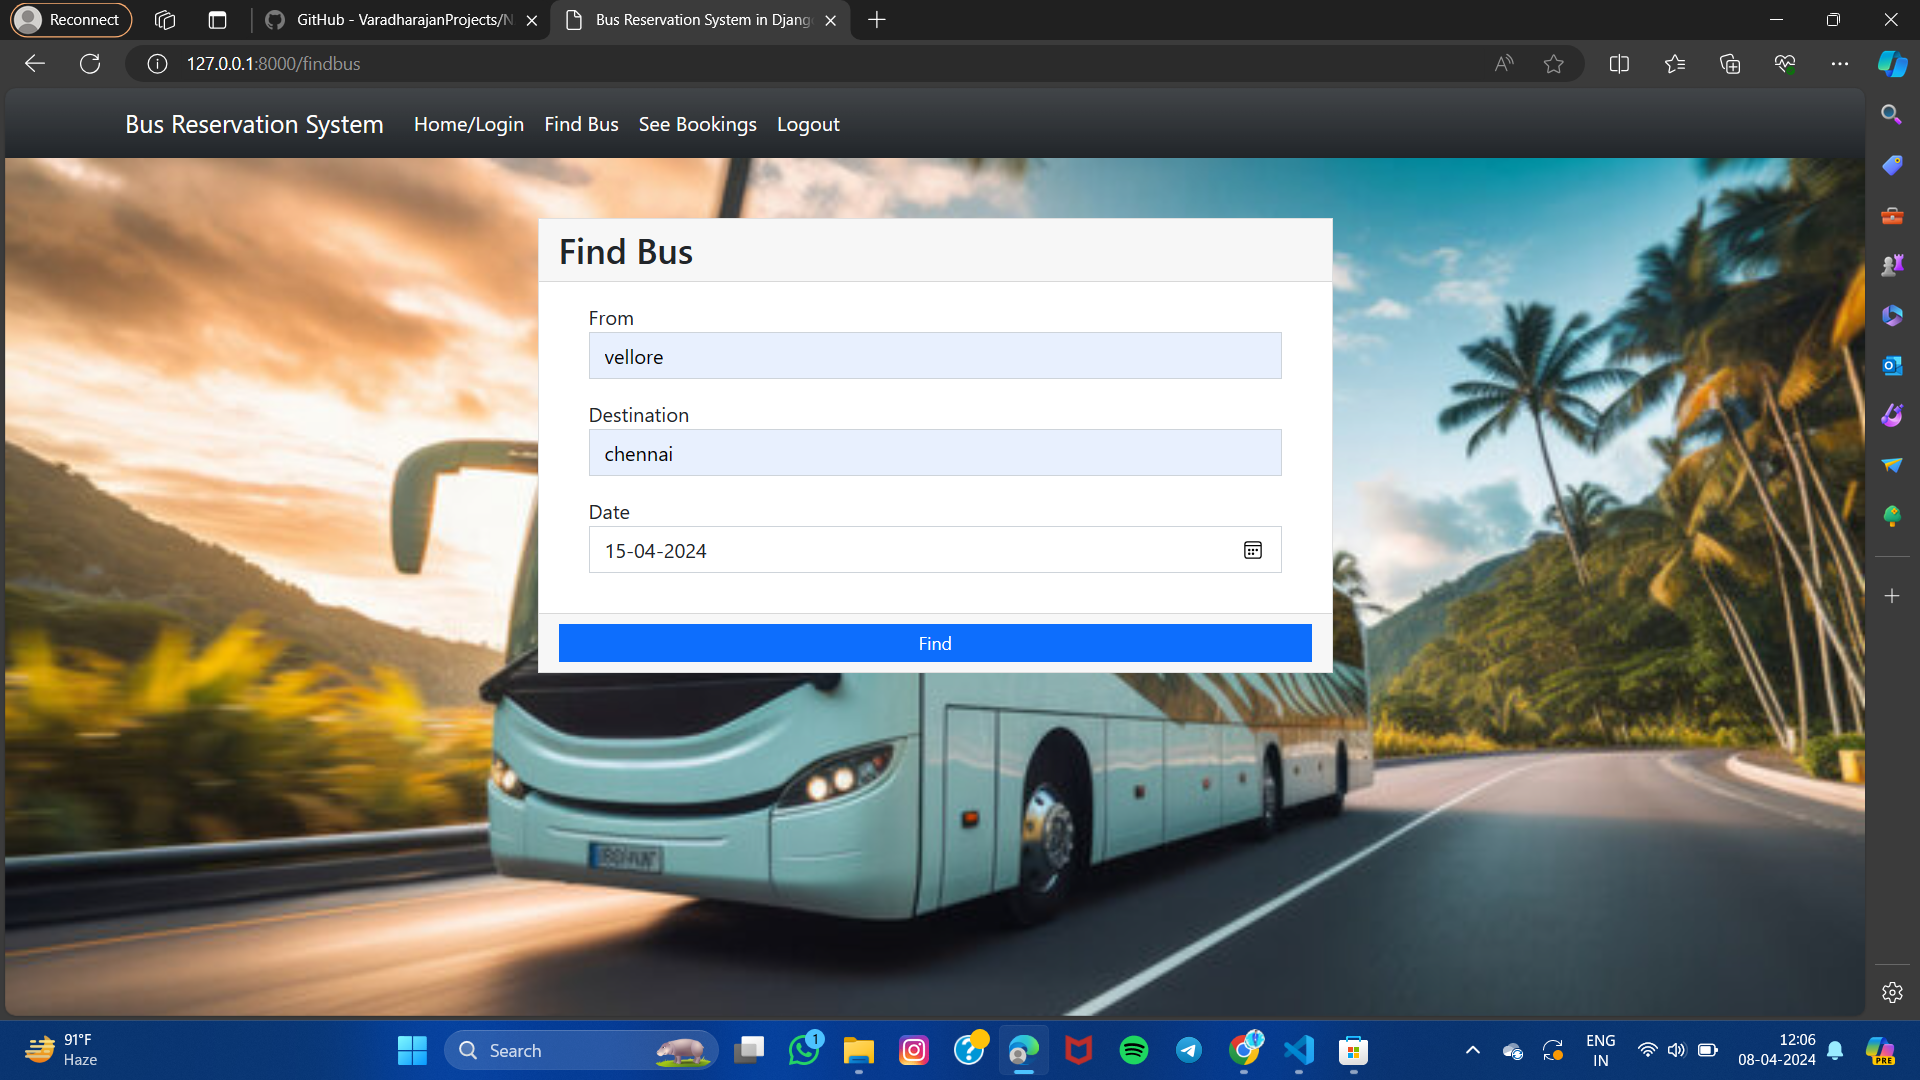 Reconnect
GitHub - VaradharajanProjects/N
Bus Reservation System in Djang
127.0.0.1:8000/findbus
Bus Reservation System
Home/Login
Find Bus
See Bookings
Logout
Find Bus
From
vellore
Destination
chennai
Date
15-04-2024
Find
91°F
Haze
Search
1
ENG
IN
12:06
08-04-2024
PRE